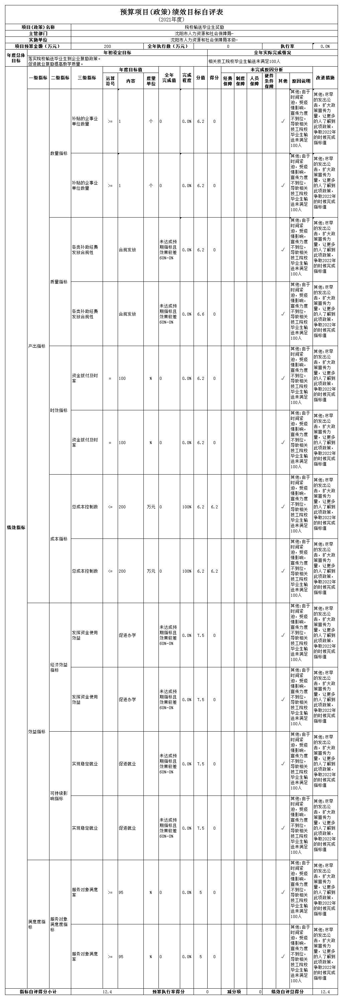 预算项目(政策)绩效目标自评表
(2021年度)
项目(政策)名称 院校输送毕业生奖励
主管部门 沈阳市人力资源和社会保障局-
实施单位 沈阳市人力资源和社会保障局本级-
项目预算金额(万元) 200 全年执行数(万元) 0 执行率 0.0%
年度总体目标 年初设定目标 全年实际完成情况
落实院校输送毕业生到企业鼓励政策。
促进就业鼓励提高教学质量。
相关技工院校毕业生输送未满足100人
绩效指标 一级指标 二级指标 三级指标 年度目标值 全年完成值 完成程度 分值 得分 未完成原因分析 改进措施
运算符号 内容 度量单位 经费保障 制度保障 人员保障 硬件条件保障 其他 原因说明
产出指标 数量指标 补贴的企事业单位数量 >= 1 个 0 0.0% 6.2 0 √ 其他:由于时间紧迫,受疫情影响,宣传力度不到位,导致相关技工院校毕业生输送未满足100人 其他:尽早的发出公告,扩大政策宣传力量,让更多的人了解到此项政策,争取2022年的时候完成指标值
补贴的企事业单位数量 >= 1 个 0 0.0% 6.2 0 √ 其他:由于时间紧迫,受疫情影响,宣传力度不到位,导致相关技工院校毕业生输送未满足100人 其他:尽早的发出公告,扩大政策宣传力量,让更多的人了解到此项政策,争取2022年的时候完成指标值
质量指标 各类补助经费发放合规性 合规发放 未达成预期指标且效果较差60%-0% 0.0% 6.2 0 √ 其他:由于时间紧迫,受疫情影响,宣传力度不到位,导致相关技工院校毕业生输送未满足100人 其他:尽早的发出公告,扩大政策宣传力量,让更多的人了解到此项政策,争取2022年的时候完成指标值
各类补助经费发放合规性 合规发放 未达成预期指标且效果较差60%-0% 0.0% 6.6 0 √ 其他:由于时间紧迫,受疫情影响,宣传力度不到位,导致相关技工院校毕业生输送未满足100人 其他:尽早的发出公告,扩大政策宣传力量,让更多的人了解到此项政策,争取2022年的时候完成指标值
时效指标 资金拨付及时率 = 100 % 0 0.0% 6.2 0 √ 其他:由于时间紧迫,受疫情影响,宣传力度不到位,导致相关技工院校毕业生输送未满足100人 其他:尽早的发出公告,扩大政策宣传力量,让更多的人了解到此项政策,争取2022年的时候完成指标值
资金拨付及时率 = 100 % 0 0.0% 6.2 0 √ 其他:由于时间紧迫,受疫情影响,宣传力度不到位,导致相关技工院校毕业生输送未满足100人 其他:尽早的发出公告,扩大政策宣传力量,让更多的人了解到此项政策,争取2022年的时候完成指标值
成本指标 总成本控制数 <= 200 万元 0 100% 6.2 6.2 √ 其他:由于时间紧迫,受疫情影响,宣传力度不到位,导致相关技工院校毕业生输送未满足100人 其他:尽早的发出公告,扩大政策宣传力量,让更多的人了解到此项政策,争取2022年的时候完成指标值
总成本控制数 <= 200 万元 0 100% 6.2 6.2 √ 其他:由于时间紧迫,受疫情影响,宣传力度不到位,导致相关技工院校毕业生输送未满足100人 其他:尽早的发出公告,扩大政策宣传力量,让更多的人了解到此项政策,争取2022年的时候完成指标值
效益指标 经济效益指标 发挥资金使用效益 促进办学 未达成预期指标且效果较差60%-0% 0.0% 7.5 0 √ 其他:由于时间紧迫,受疫情影响,宣传力度不到位,导致相关技工院校毕业生输送未满足100人 其他:尽早的发出公告,扩大政策宣传力量,让更多的人了解到此项政策,争取2022年的时候完成指标值
发挥资金使用效益 促进办学 未达成预期指标且效果较差60%-0% 0.0% 7.5 0 √ 其他:由于时间紧迫,受疫情影响,宣传力度不到位,导致相关技工院校毕业生输送未满足100人 其他:尽早的发出公告,扩大政策宣传力量,让更多的人了解到此项政策,争取2022年的时候完成指标值
可持续影响指标 实现稳定就业 促进就业 未达成预期指标且效果较差60%-0% 0.0% 7.5 0 √ 其他:由于时间紧迫,受疫情影响,宣传力度不到位,导致相关技工院校毕业生输送未满足100人 其他:尽早的发出公告,扩大政策宣传力量,让更多的人了解到此项政策,争取2022年的时候完成指标值
实现稳定就业 促进就业 未达成预期指标且效果较差60%-0% 0.0% 7.5 0 √ 其他:由于时间紧迫,受疫情影响,宣传力度不到位,导致相关技工院校毕业生输送未满足100人 其他:尽早的发出公告,扩大政策宣传力量,让更多的人了解到此项政策,争取2022年的时候完成指标值
满意度指标 服务对象满意度指标 服务对象满意率 >= 95 % 0 0.0% 5 0 √ 其他:由于时间紧迫,受疫情影响,宣传力度不到位,导致相关技工院校毕业生输送未满足100人 其他:尽早的发出公告,扩大政策宣传力量,让更多的人了解到此项政策,争取2022年的时候完成指标值
服务对象满意率 >= 95 % 0 0.0% 5 0 √ 其他:由于时间紧迫,受疫情影响,宣传力度不到位,导致相关技工院校毕业生输送未满足100人 其他:尽早的发出公告,扩大政策宣传力量,让更多的人了解到此项政策,争取2022年的时候完成指标值
指标自评得分小计 12.4 预算执行率得分 0 减分项 0 绩效自评总得分 12.4